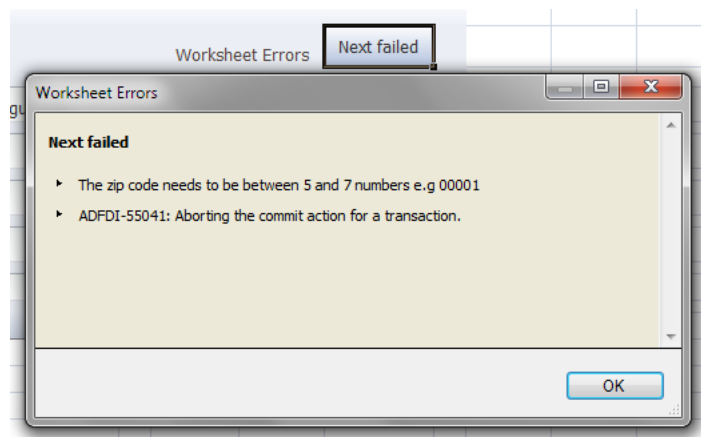 Worksheet Errors Next failed
gu
Worksheet Errors
Next failed
The zip code needs to be between 5 and 7 numbers e.g 00001
ADFDI-55041: Aborting the commit action for a transaction.
OK